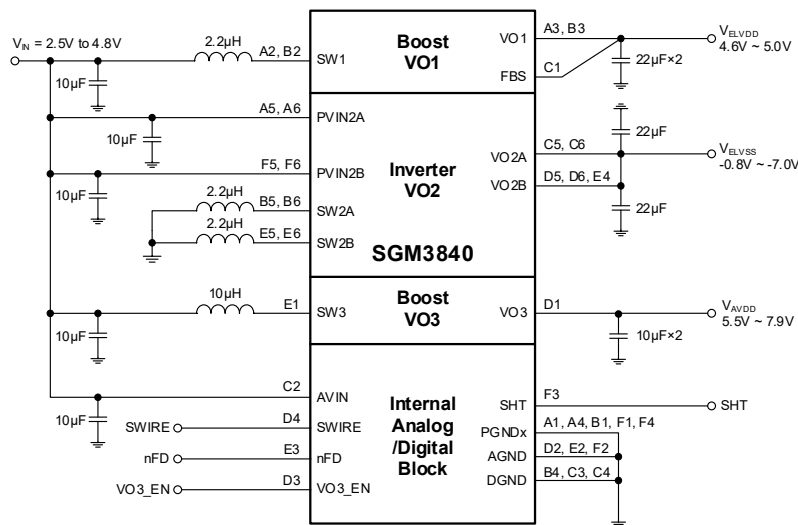 V_IN = 2.5V to 4.8V
2.2µH
A2, B2
SW1
10µF
Boost
VO1
VO1
A3, B3
FBS
C1
V_ELVDD
4.6V ~ 5.0V
22µF×2
A5, A6
PVIN2A
10µF
F5, F6
PVIN2B
10µF
2.2µH
B5, B6
SW2A
2.2µH
E5, E6
SW2B
Inverter
VO2
SGM3840
22µF
VO2A
C5, C6
V_ELVSS
-0.8V ~ -7.0V
VO2B
D5, D6, E4
22µF
10µH
E1
SW3
10µF
Boost
VO3
VO3
D1
V_AVDD
5.5V ~ 7.9V
10µF×2
C2
AVIN
10µF
SWIRE
D4
SWIRE
nFD
E3
nFD
VO3_EN
D3
VO3_EN
Internal
Analog
/Digital
Block
SHT
F3
SHT
PGNDx
A1, A4, B1, F1, F4
AGND
D2, E2, F2
DGND
B4, C3, C4